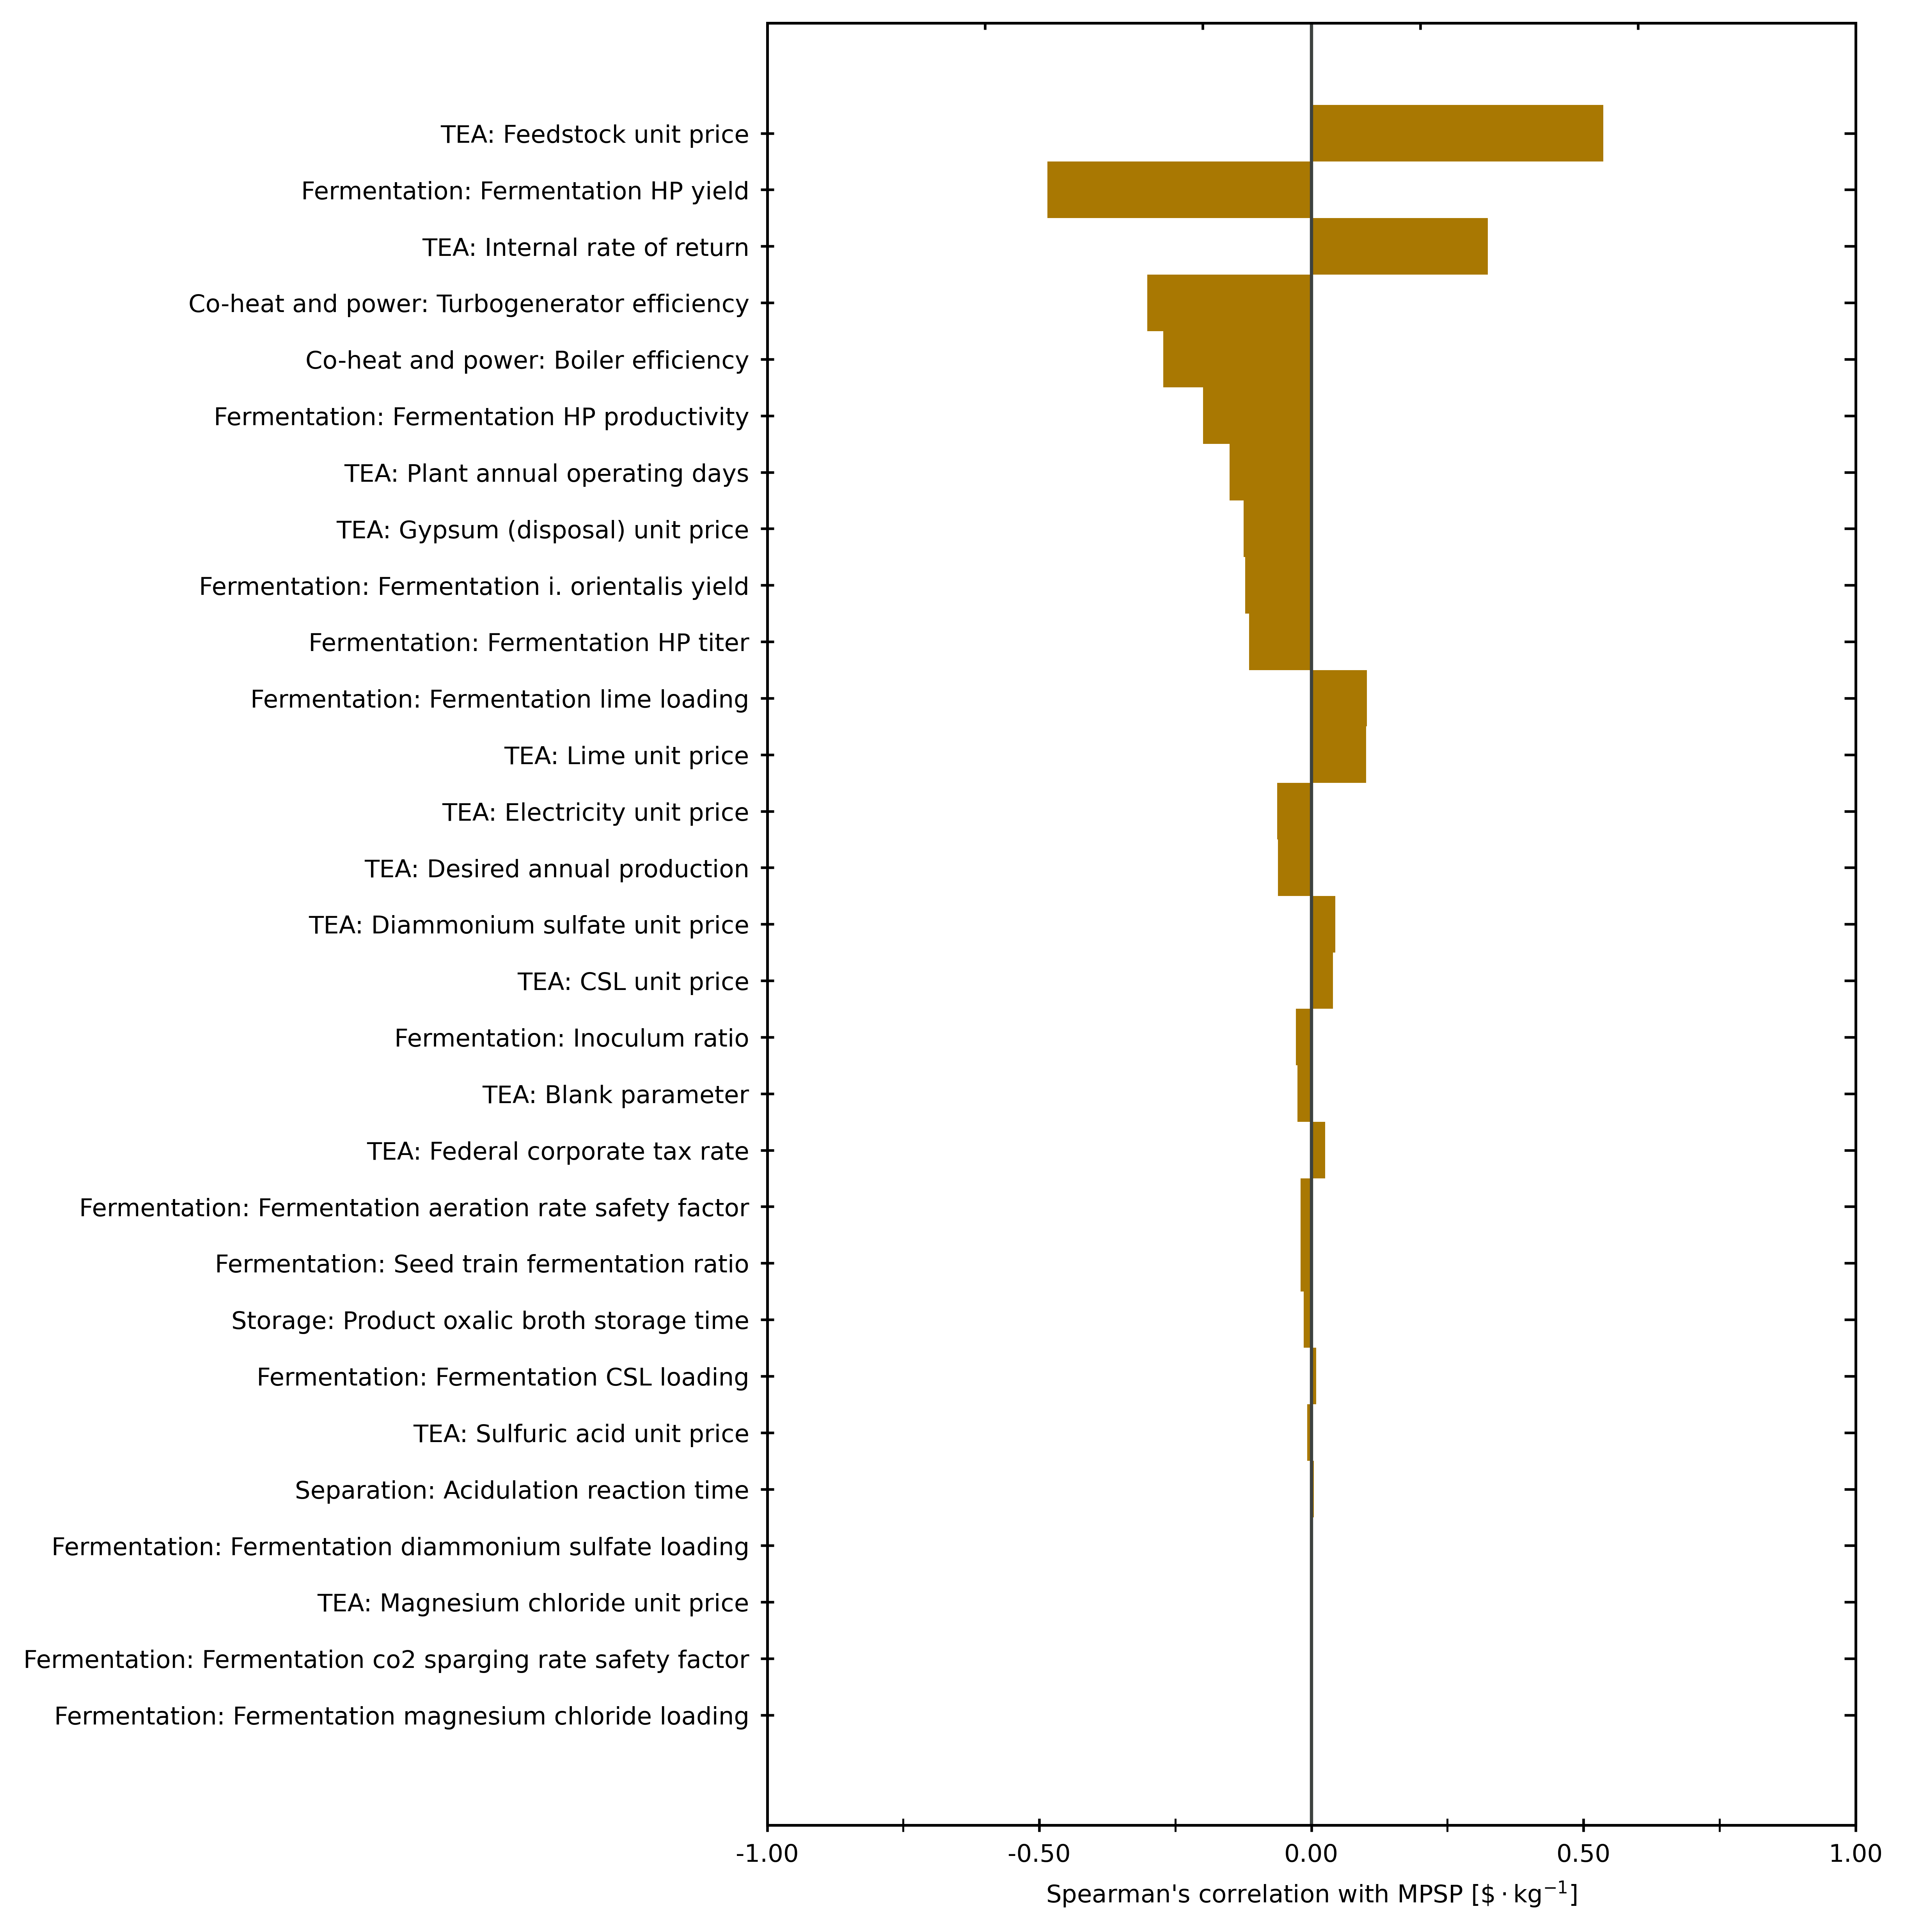 TEA: Feedstock unit price
Fermentation: Fermentation HP yield
TEA: Internal rate of return
Co-heat and power: Turbogenerator efficiency
Co-heat and power: Boiler efficiency
Fermentation: Fermentation HP productivity
TEA: Plant annual operating days
TEA: Gypsum (disposal) unit price
Fermentation: Fermentation i. orientalis yield
Fermentation: Fermentation HP titer
Fermentation: Fermentation lime loading
TEA: Lime unit price
TEA: Electricity unit price
TEA: Desired annual production
TEA: Diammonium sulfate unit price
TEA: CSL unit price
Fermentation: Inoculum ratio
TEA: Blank parameter
TEA: Federal corporate tax rate
Fermentation: Fermentation aeration rate safety factor
Fermentation: Seed train fermentation ratio
Storage: Product oxalic broth storage time
Fermentation: Fermentation CSL loading
TEA: Sulfuric acid unit price
Separation: Acidulation reaction time
Fermentation: Fermentation diammonium sulfate loading
TEA: Magnesium chloride unit price
Fermentation: Fermentation co2 sparging rate safety factor
Fermentation: Fermentation magnesium chloride loading
-1.00 -0.50 0.00 0.50 1.00
Spearman's correlation with MPSP [$·kg⁻¹]